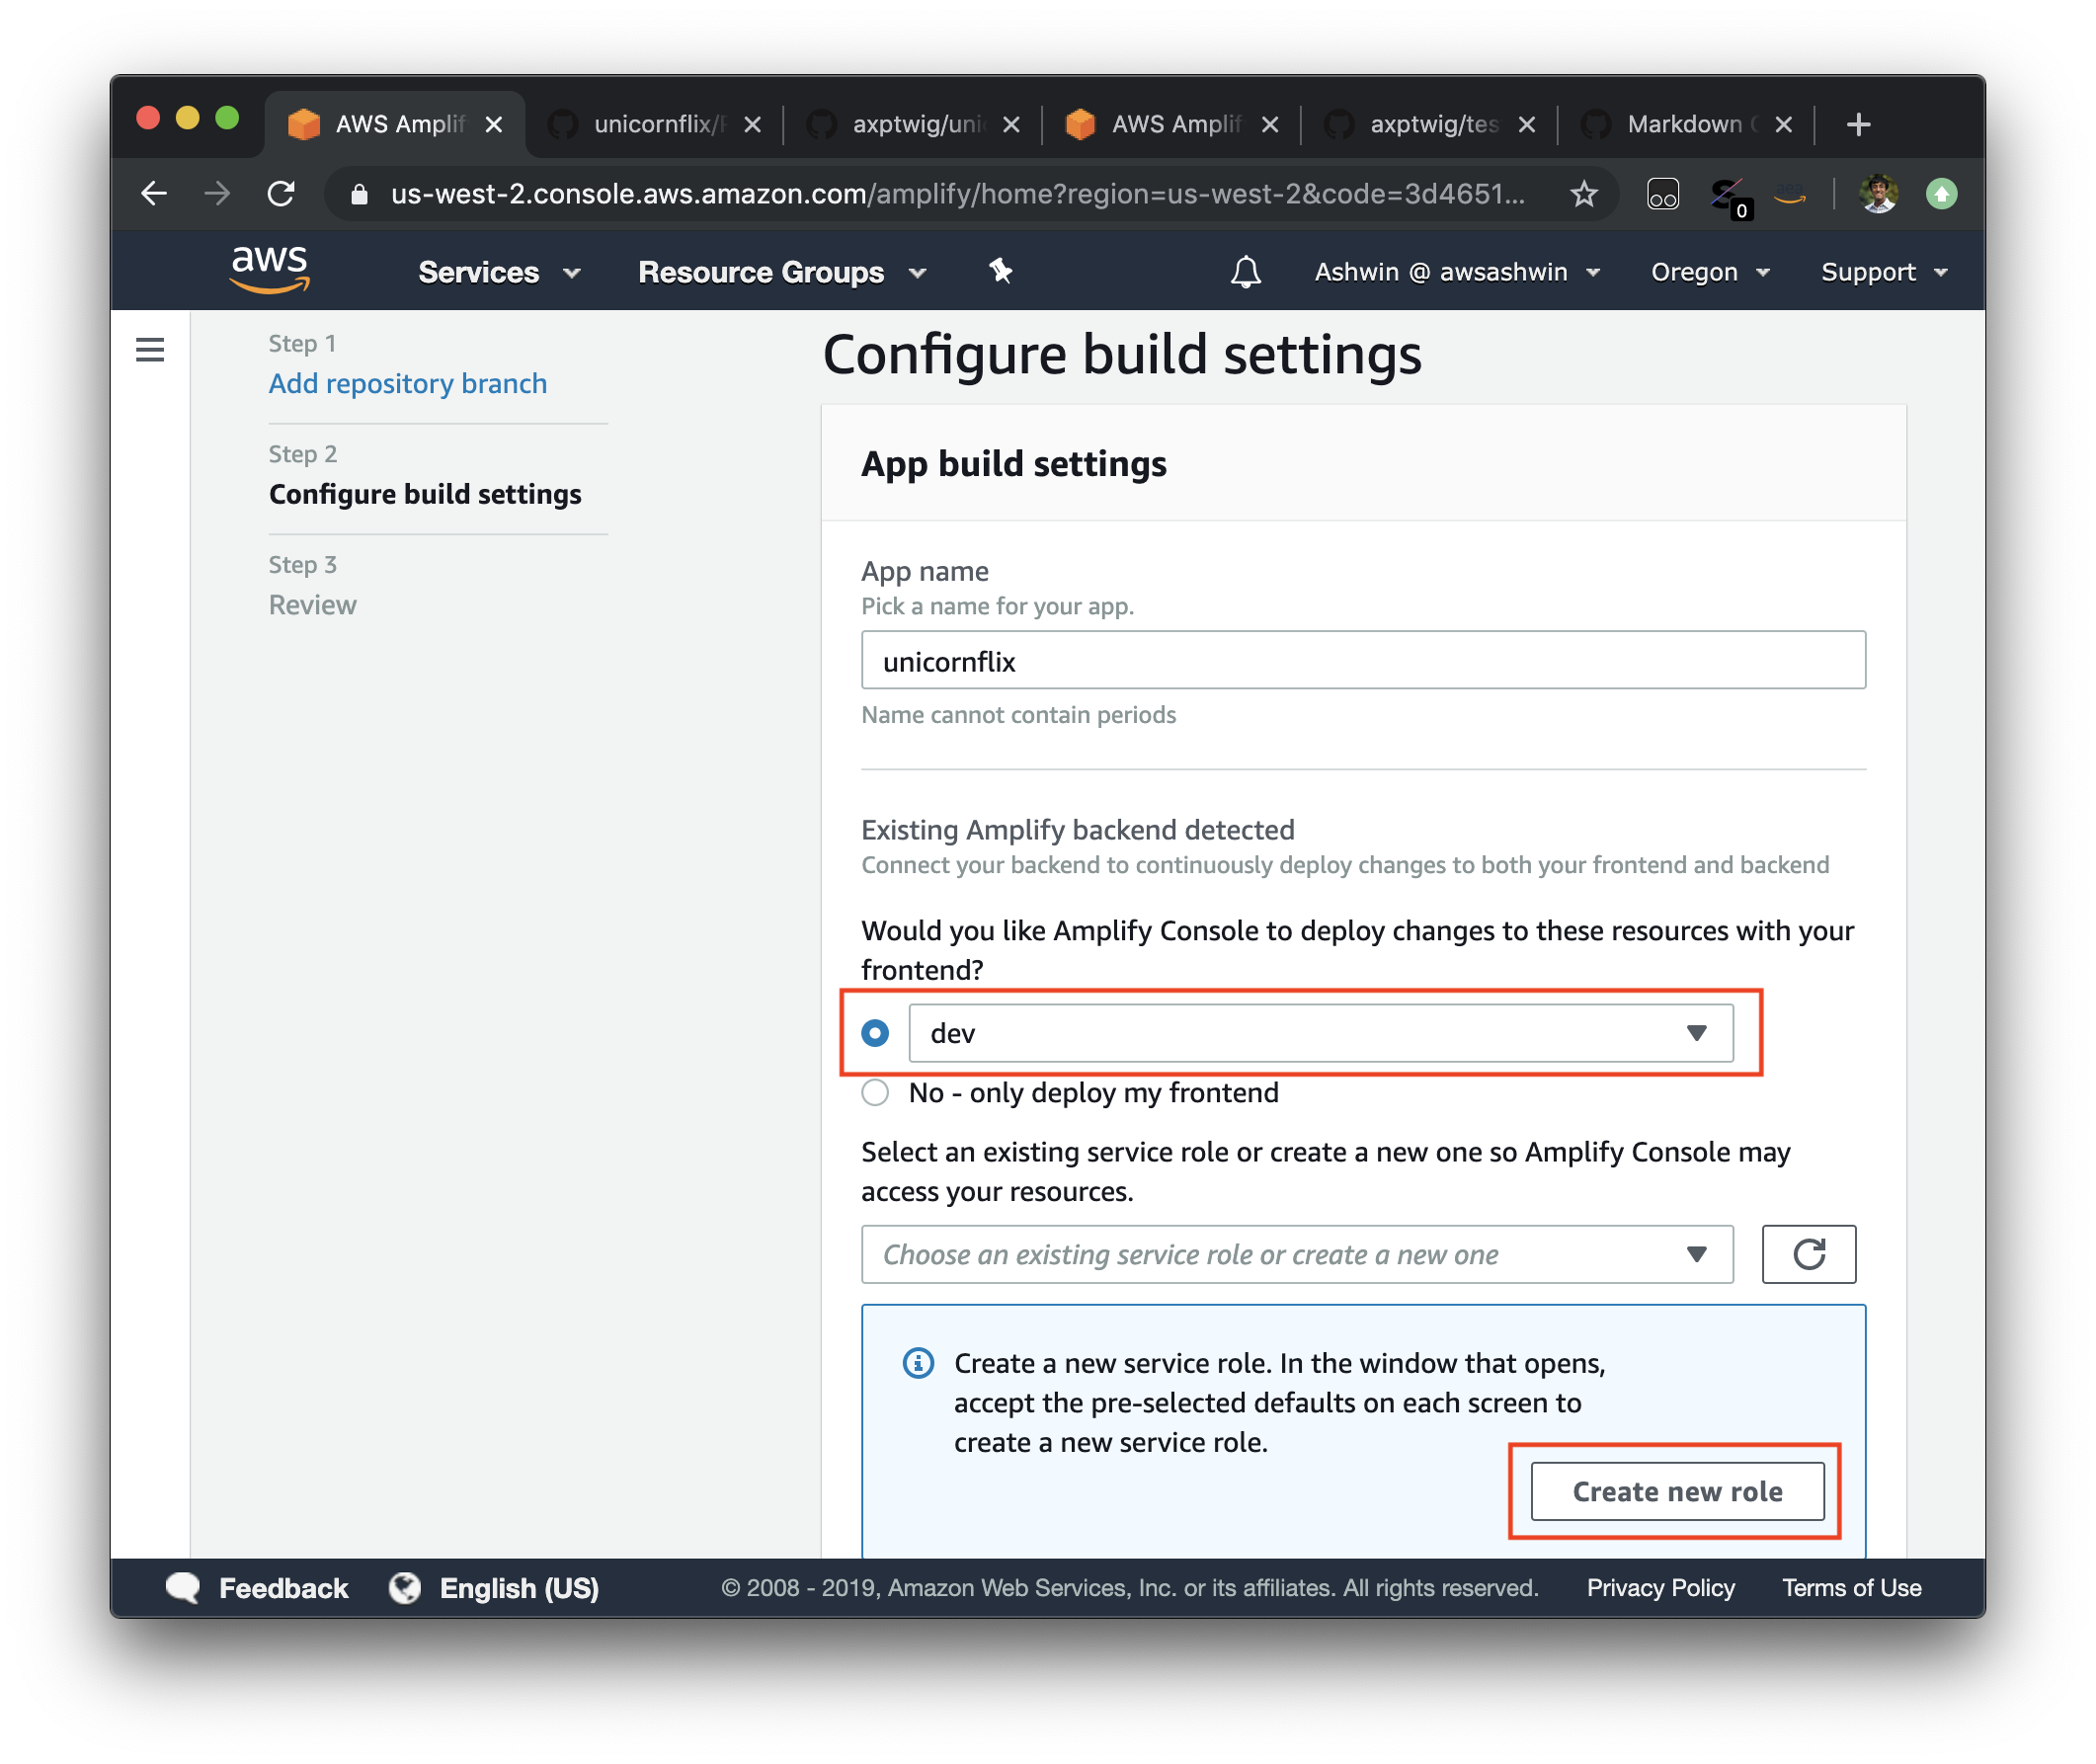 AWS Amplif
unicornflix/
axptwig/uni
AWS Amplif
axptwig/tes
Markdown
us-west-2.console.aws.amazon.com/amplify/home?region=us-west-2&code=3d4651...
0
aws
Services
Resource Groups
Ashwin @ awsashwin
Oregon
Support
Step 1
Add repository branch
Step 2
Configure build settings
Step 3
Review
Configure build settings
App build settings
App name
Pick a name for your app.
unicornflix
Name cannot contain periods
Existing Amplify backend detected
Connect your backend to continuously deploy changes to both your frontend and backend
Would you like Amplify Console to deploy changes to these resources with your
frontend?
dev
No - only deploy my frontend
Select an existing service role or create a new one so Amplify Console may
access your resources.
Choose an existing service role or create a new one
Create a new service role. In the window that opens,
accept the pre-selected defaults on each screen to
create a new service role.
Create new role
Feedback
English (US)
© 2008 - 2019, Amazon Web Services, Inc. or its affiliates. All rights reserved.
Privacy Policy
Terms of Use